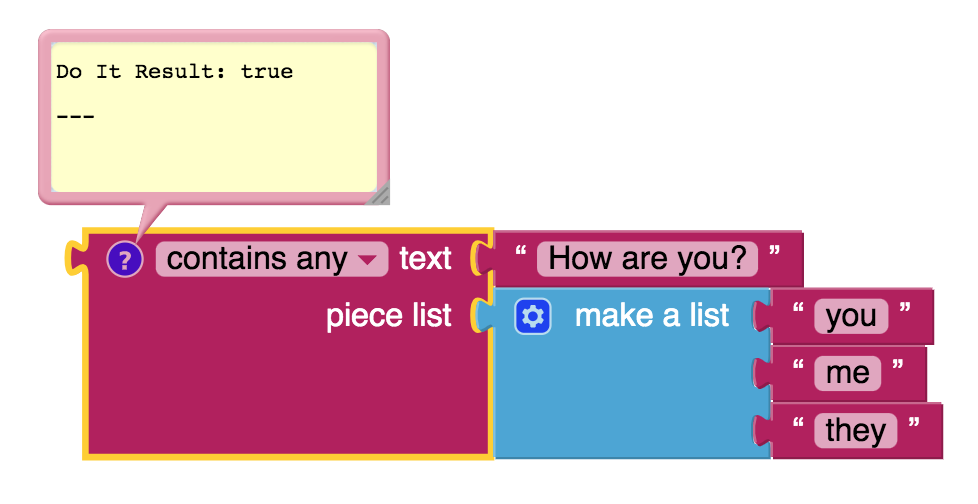 Do It Result: true
---
? contains any text “ How are you? ”
piece list make a list “ you ”
“ me ”
“ they ”